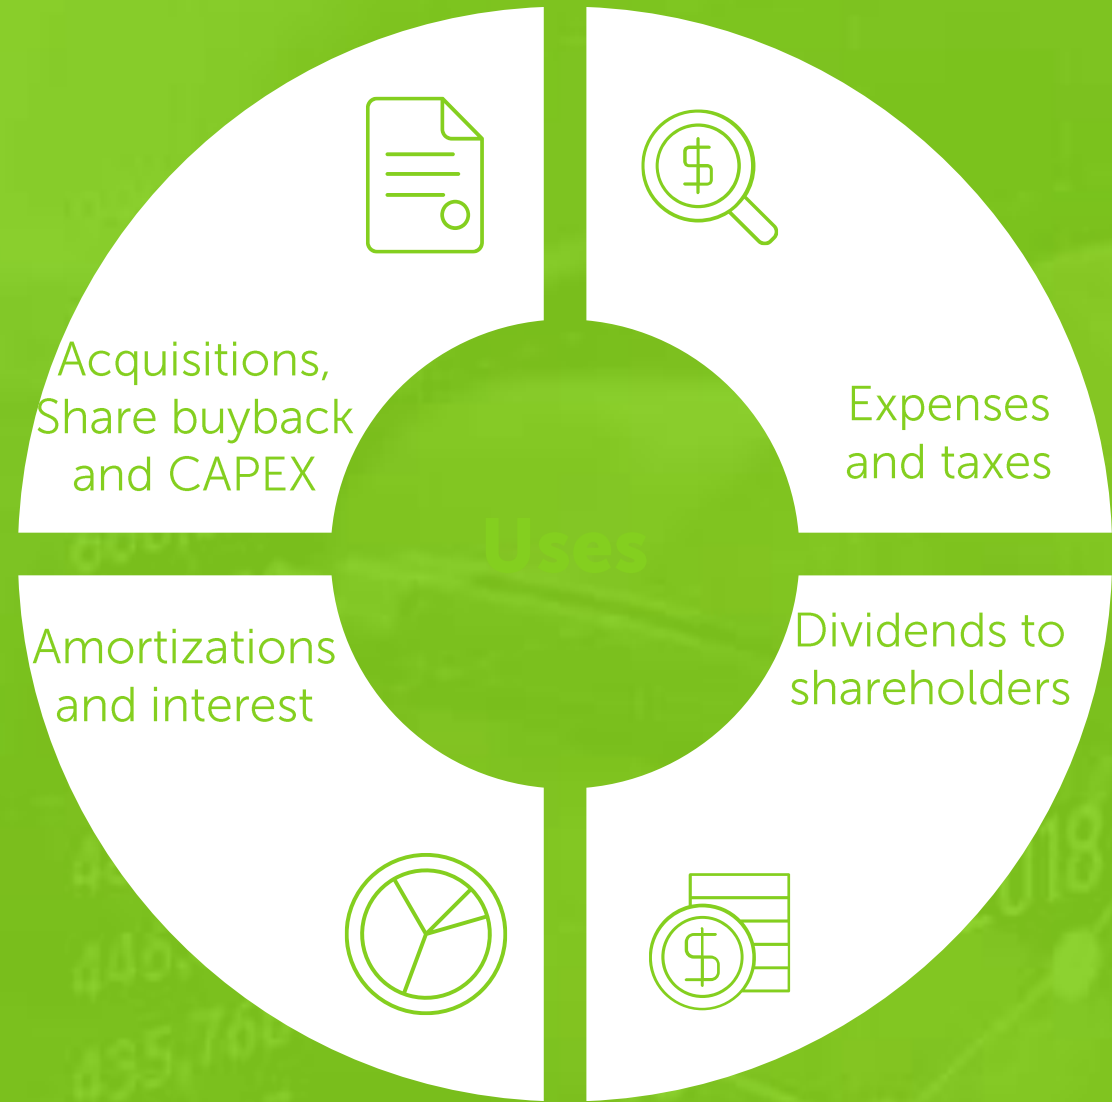 Acquisitions,
Share buyback
and CAPEX
Expenses
and taxes
Uses
Amortizations
and interest
Dividends to
shareholders